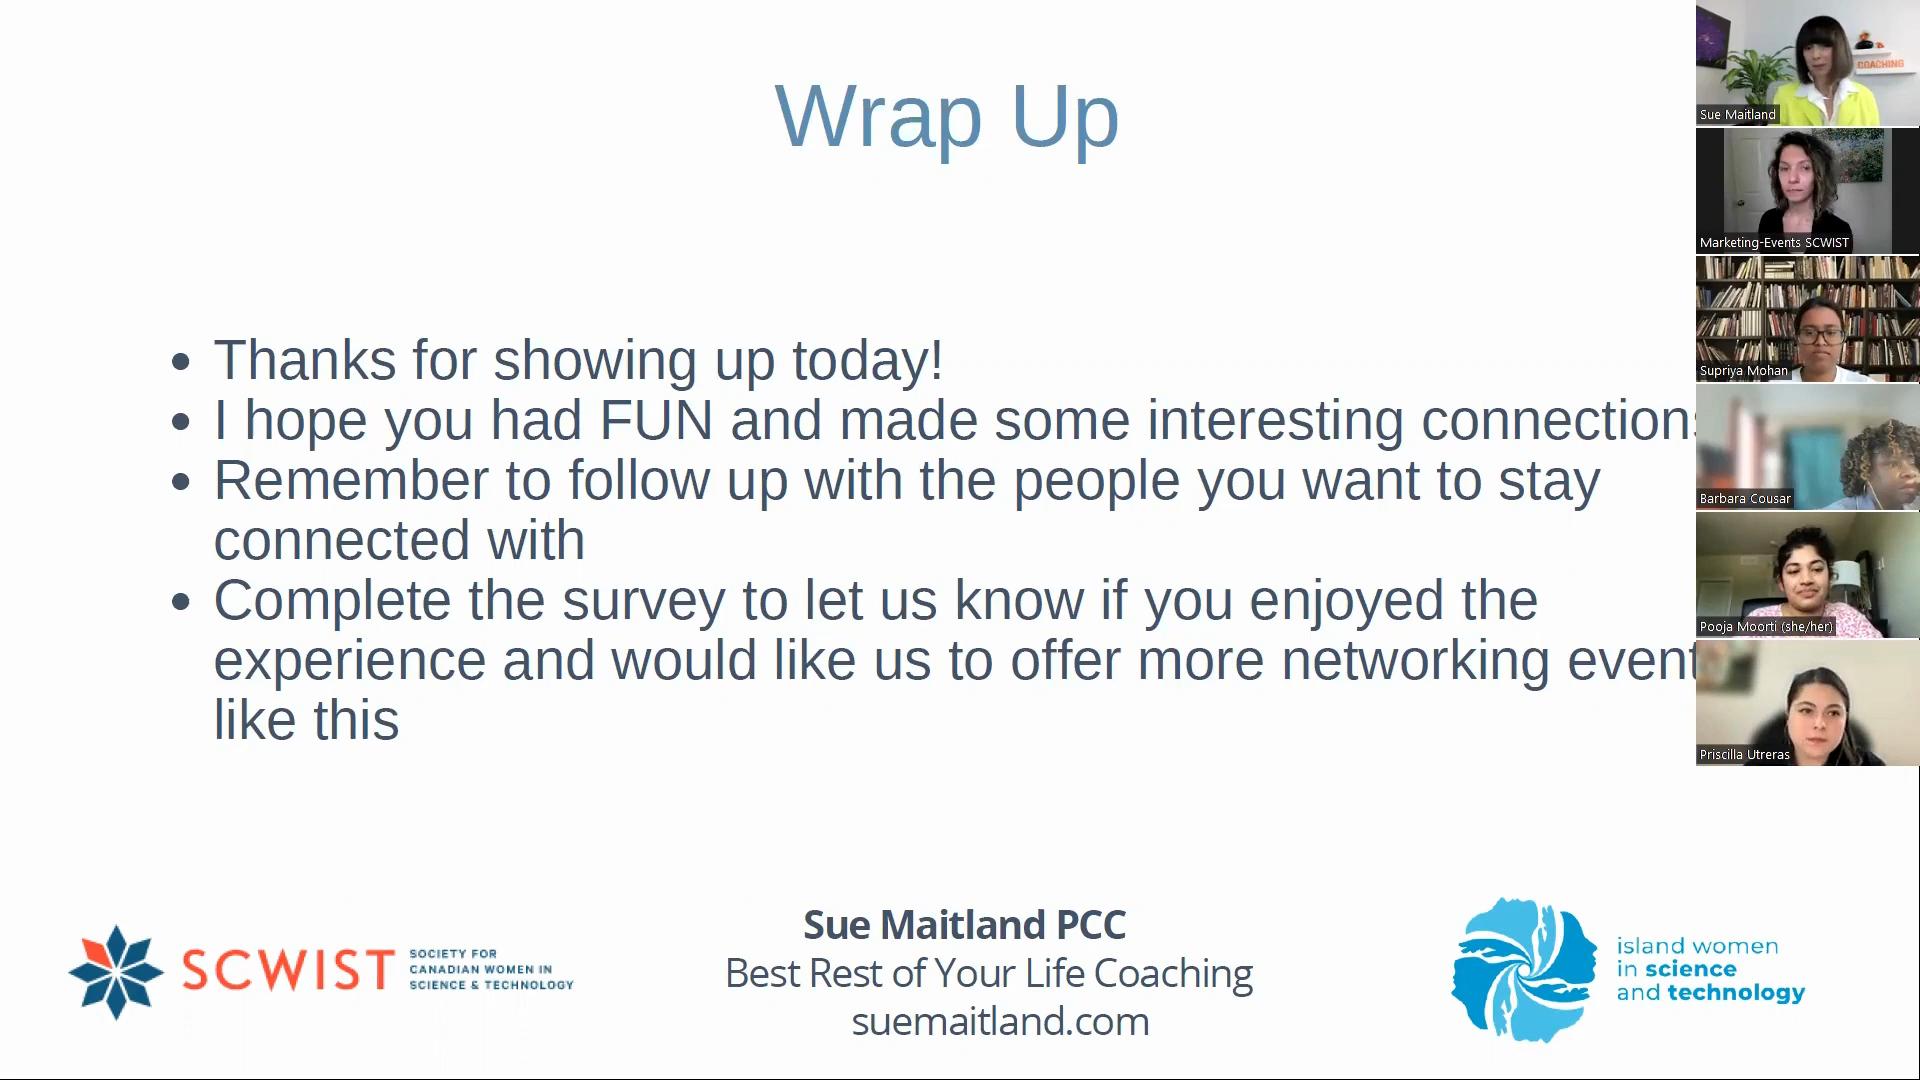 Wrap Up
• Thanks for showing up today!
• I hope you had FUN and made some interesting connections
• Remember to follow up with the people you want to stay
connected with
• Complete the survey to let us know if you enjoyed the
experience and would like us to offer more networking event
like this
SCWIST
SOCIETY FOR
CANADIAN WOMEN IN
SCIENCE & TECHNOLOGY
Sue Maitland PCC
Best Rest of Your Life Coaching
suemaitland.com
island women
in science
and technology
COACHING
Sue Maitland
Marketing-Events SCWIST
Supriya Mohan
Barbara Cousar
Pooja Moorti (she/her)
Priscilla Utreras